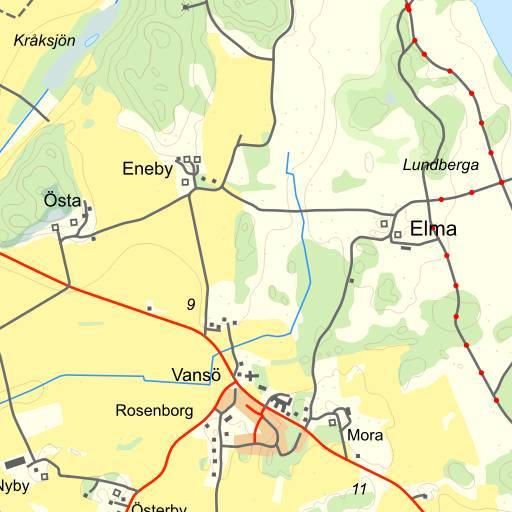 Kråksjön
Lundberga
Eneby
Östa
Elma
9
Vansö
Rosenborg
Mora
Nyby
11
Österby